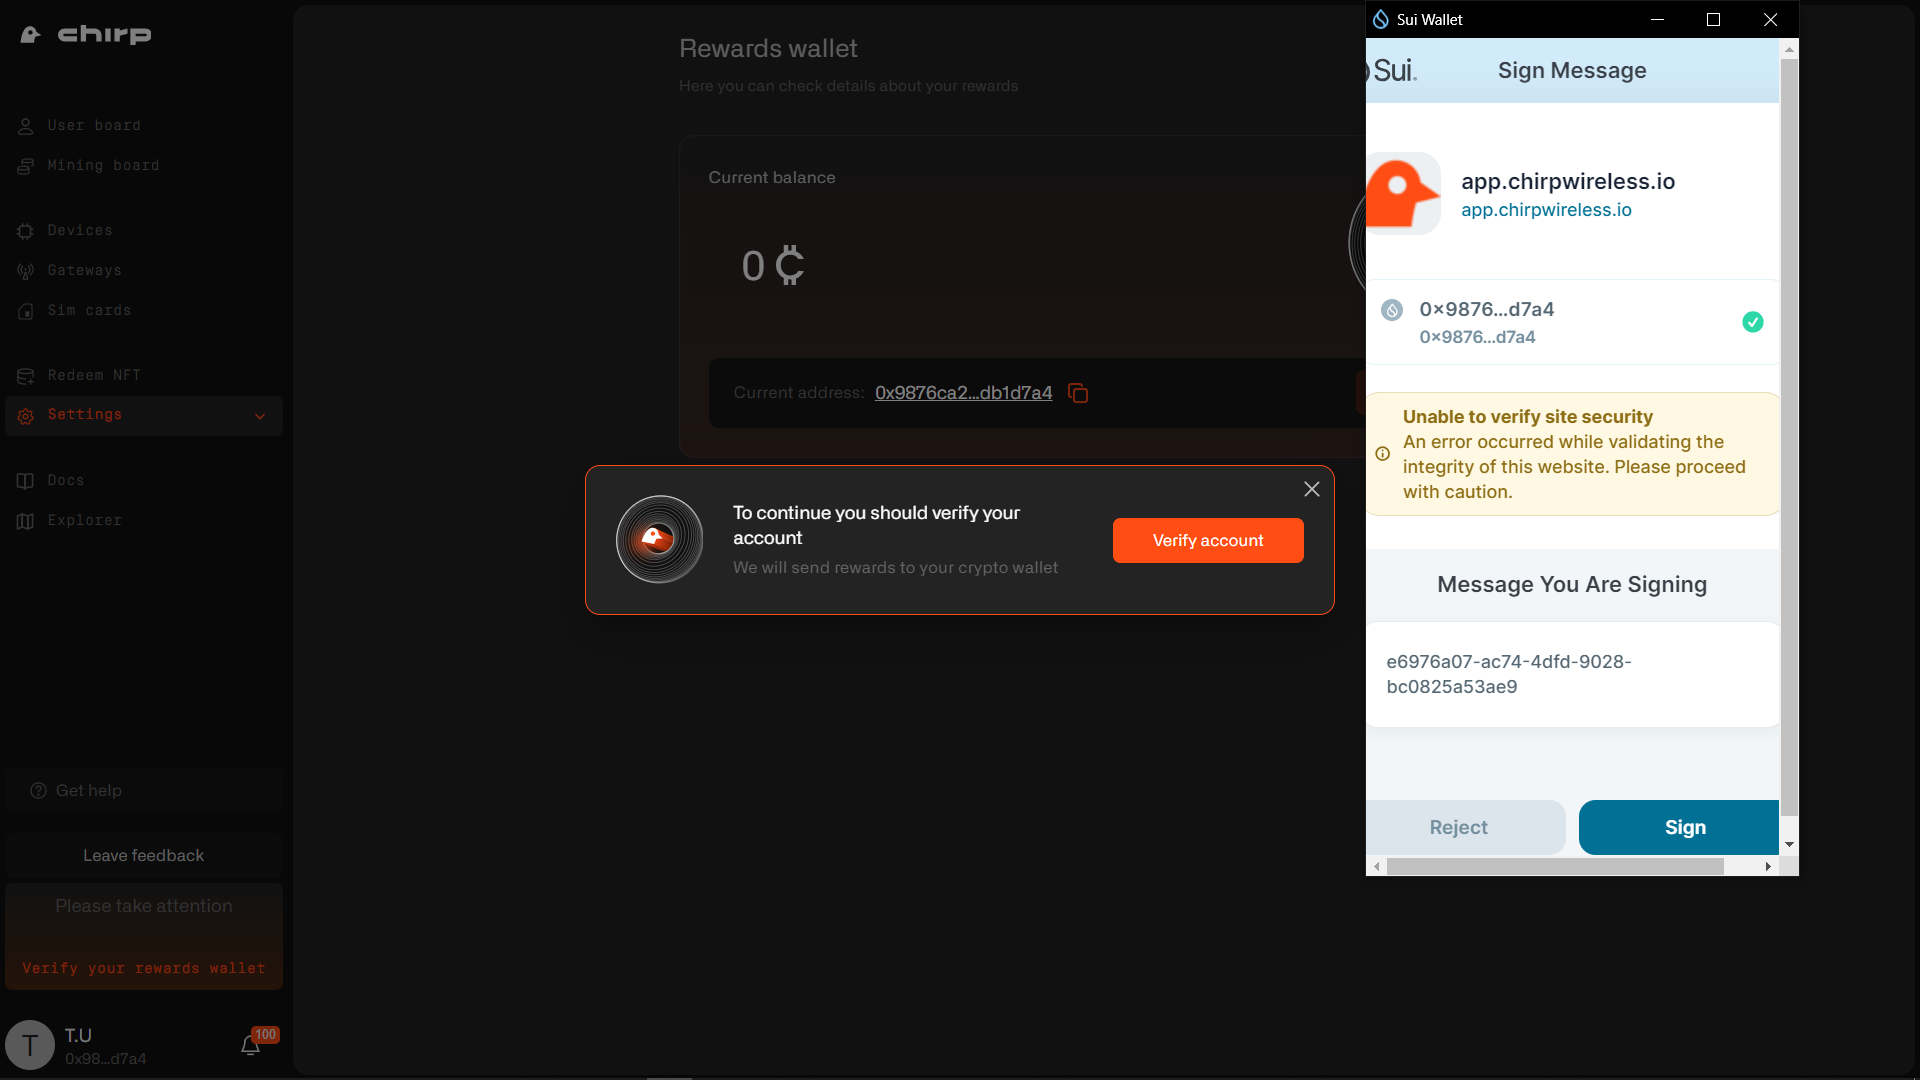 chirp
User board
Mining board
Devices
Gateways
Sim cards
Redeem NFT
Settings
Docs
Explorer
Get help
Leave feedback
Please take attention
Verify your rewards wallet
T
T.U
0x98...d7a4
100
Rewards wallet
Here you can check details about your rewards
Current balance
0 ₵
Current address: 0x9876ca2...db1d7a4
To continue you should verify your
account
We will send rewards to your crypto wallet
Verify account
Sui Wallet
Sui.
Sign Message
app.chirpwireless.io
app.chirpwireless.io
0×9876...d7a4
0×9876...d7a4
Unable to verify site security
An error occurred while validating the
integrity of this website. Please proceed
with caution.
Message You Are Signing
e6976a07-ac74-4dfd-9028-
bc0825a53ae9
Reject
Sign